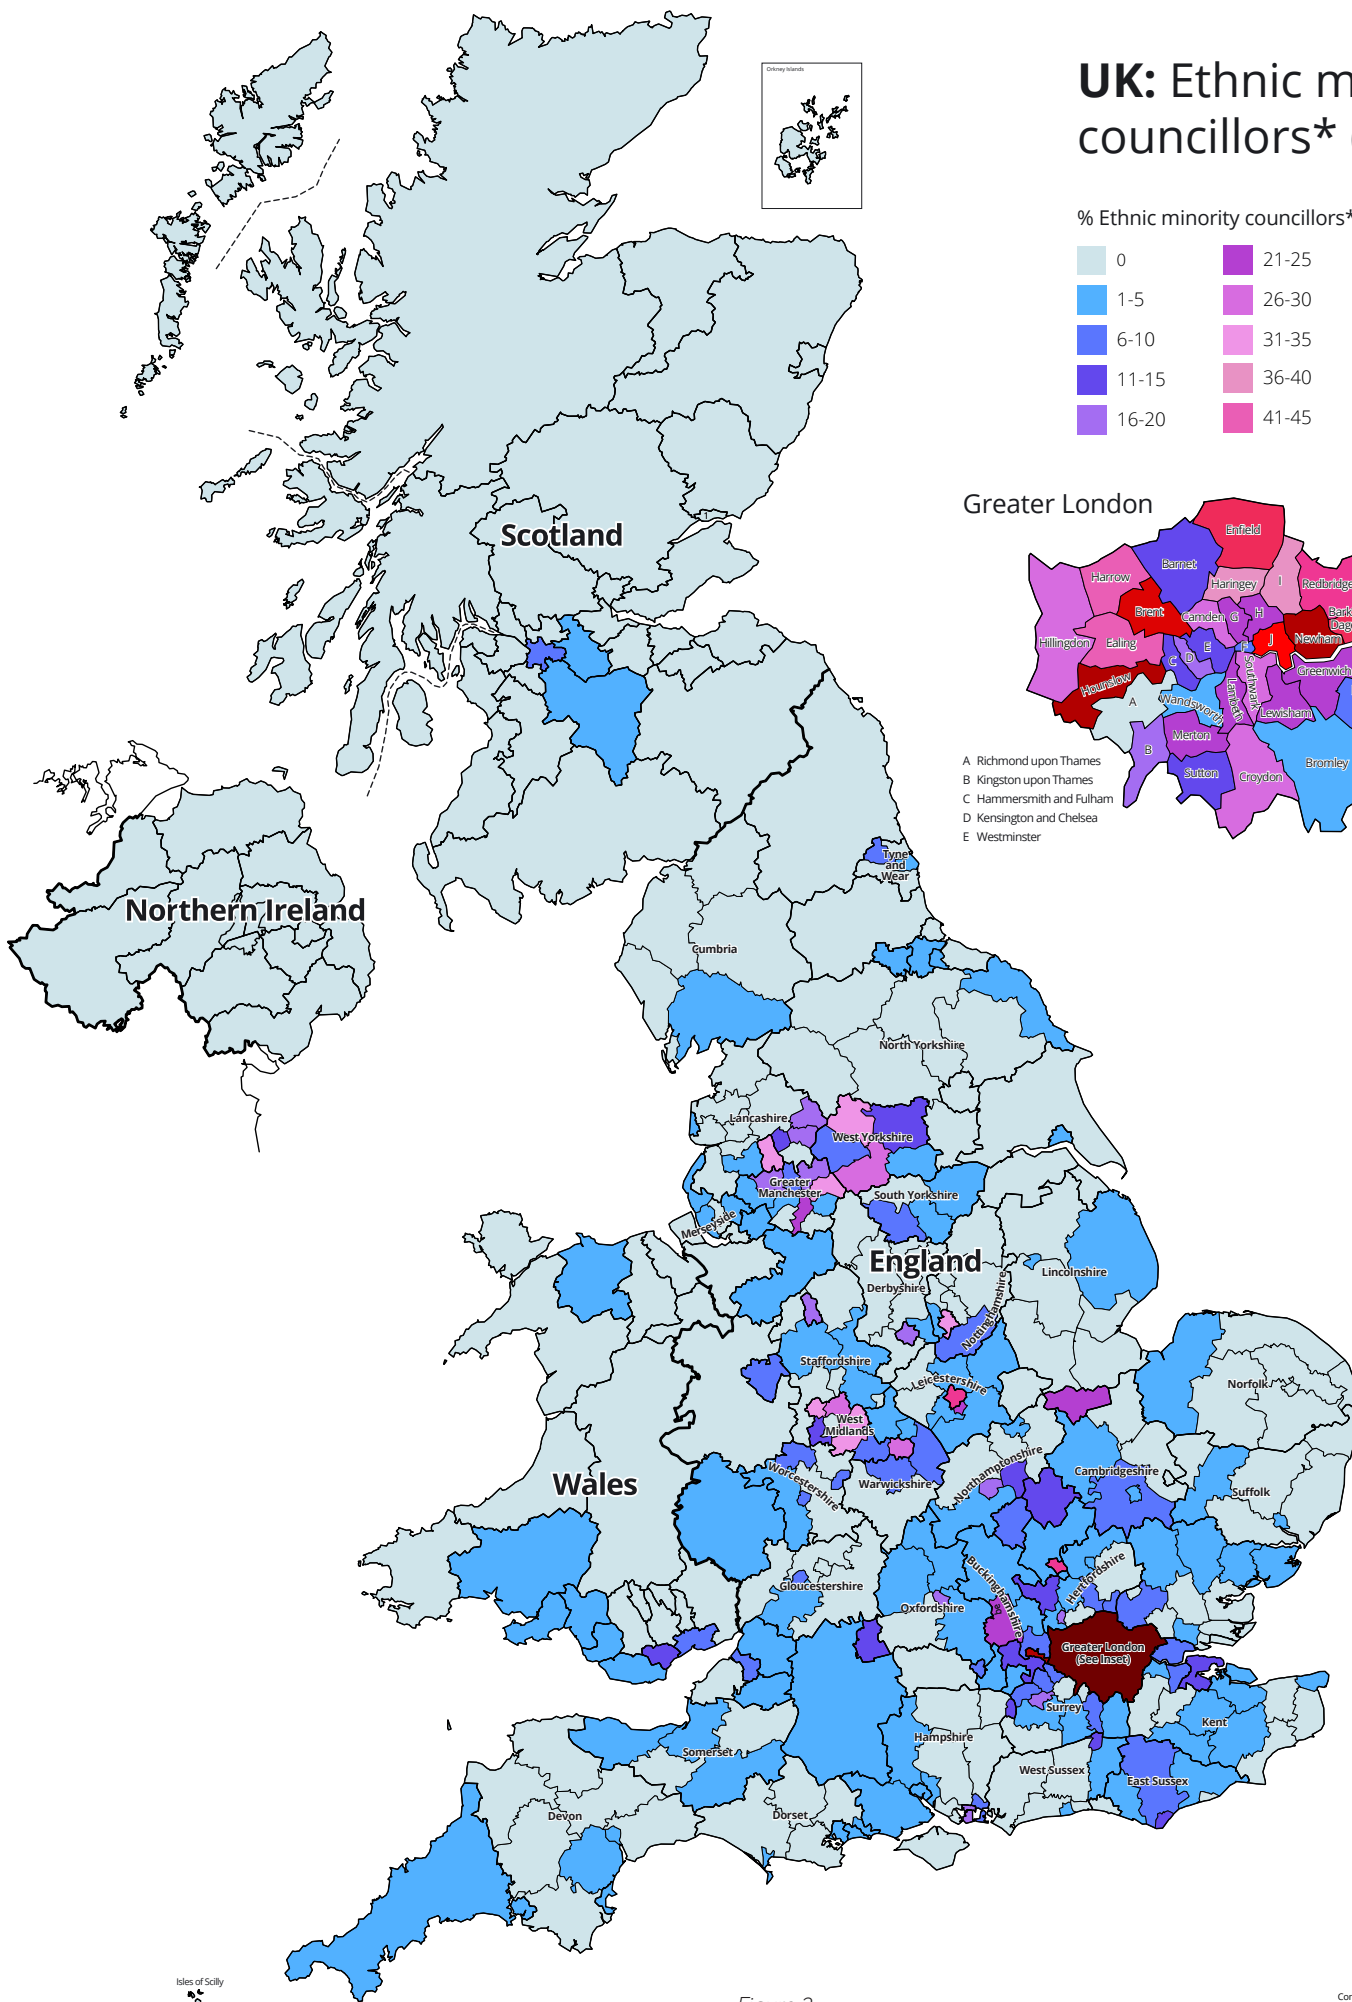 Orkney Islands
UK: Ethnic m
councillors*
% Ethnic minority councillors*
0
1-5
6-10
11-15
16-20
21-25
26-30
31-35
36-40
41-45
Greater London
Enfield
Barnet
Harrow
Haringey
I
Redbridge
Brent
Camden
G
H
Bark
Dag
Hillingdon
Ealing
E
F
J
Newham
C
D
Southwark
Greenwich
Hounslow
A
Wandsworth
Lambeth
Lewisham
Merton
B
Sutton
Croydon
Bromley
A Richmond upon Thames
B Kingston upon Thames
C Hammersmith and Fulham
D Kensington and Chelsea
E Westminster
Scotland
1
Northern Ireland
Tyne
and
Wear
Cumbria
North Yorkshire
Lancashire
West Yorkshire
Greater
Manchester
South Yorkshire
Merseyside
England
Derbyshire
Lincolnshire
Nottinghamshire
Staffordshire
Leicestershire
Norfolk
West
Midlands
Wales
Worcestershire
Warwickshire
Northamptonshire
Cambridgeshire
Suffolk
Gloucestershire
Oxfordshire
Buckinghamshire
Hertfordshire
Greater London
(See Inset)
Surrey
Kent
Hampshire
Somerset
West Sussex
East Sussex
Devon
Dorset
Isles of Scilly
Figure 2
Con